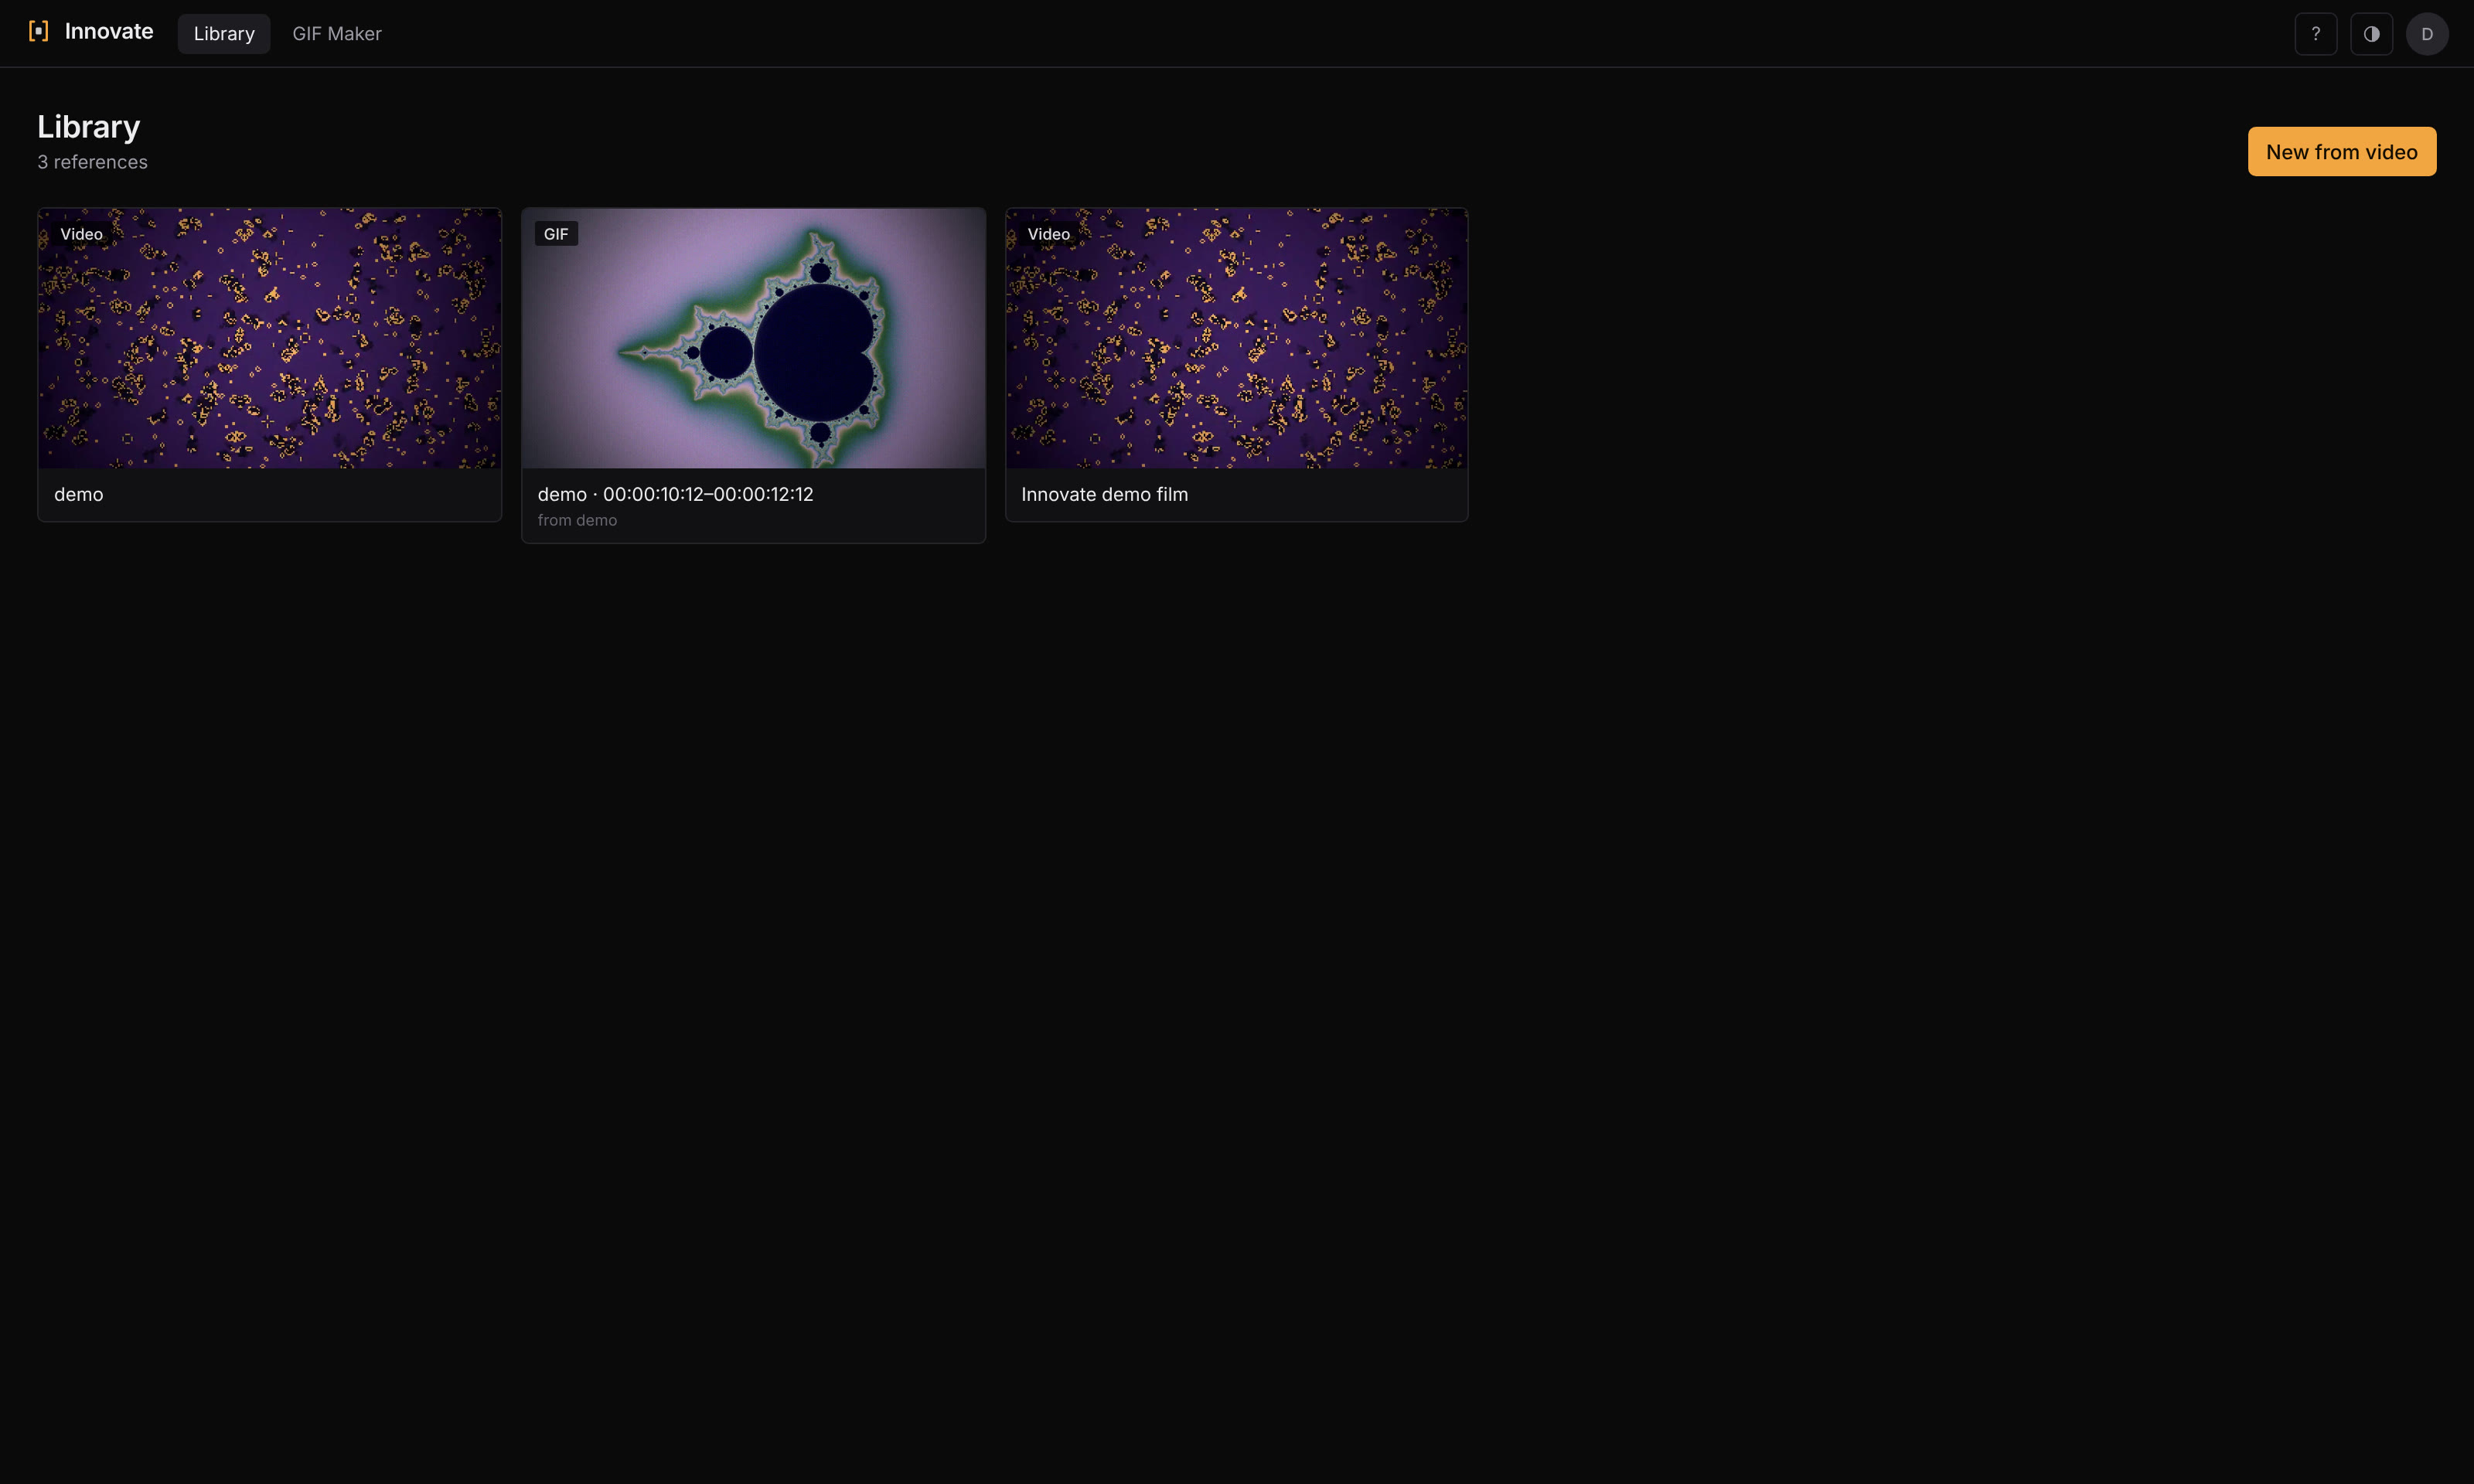 Innovate
Library
GIF Maker
?
D
Library
3 references
New from video
Video
GIF
Video
demo
demo · 00:00:10:12–00:00:12:12
from demo
Innovate demo film